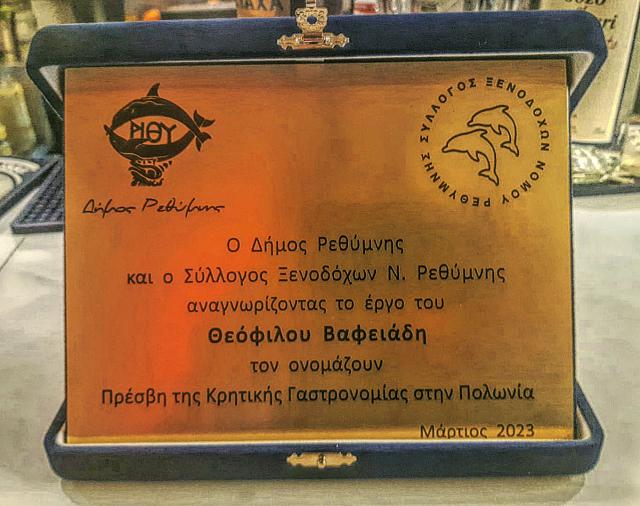 ΡΙΘΥ
Δήμος Ρεθύμνης
ΣΥΛΛΟΓΟΣ ΞΕΝΟΔΟΧΩΝ ΝΟΜΟΥ ΡΕΘΥΜΝΗΣ
Ο Δήμος Ρεθύμνης
και ο Σύλλογος Ξενοδόχων Ν. Ρεθύμνης
αναγνωρίζοντας το έργο του
Θεόφιλου Βαφειάδη
τον ονομάζουν
Πρέσβη της Κρητικής Γαστρονομίας στην Πολωνία
Μάρτιος 2023